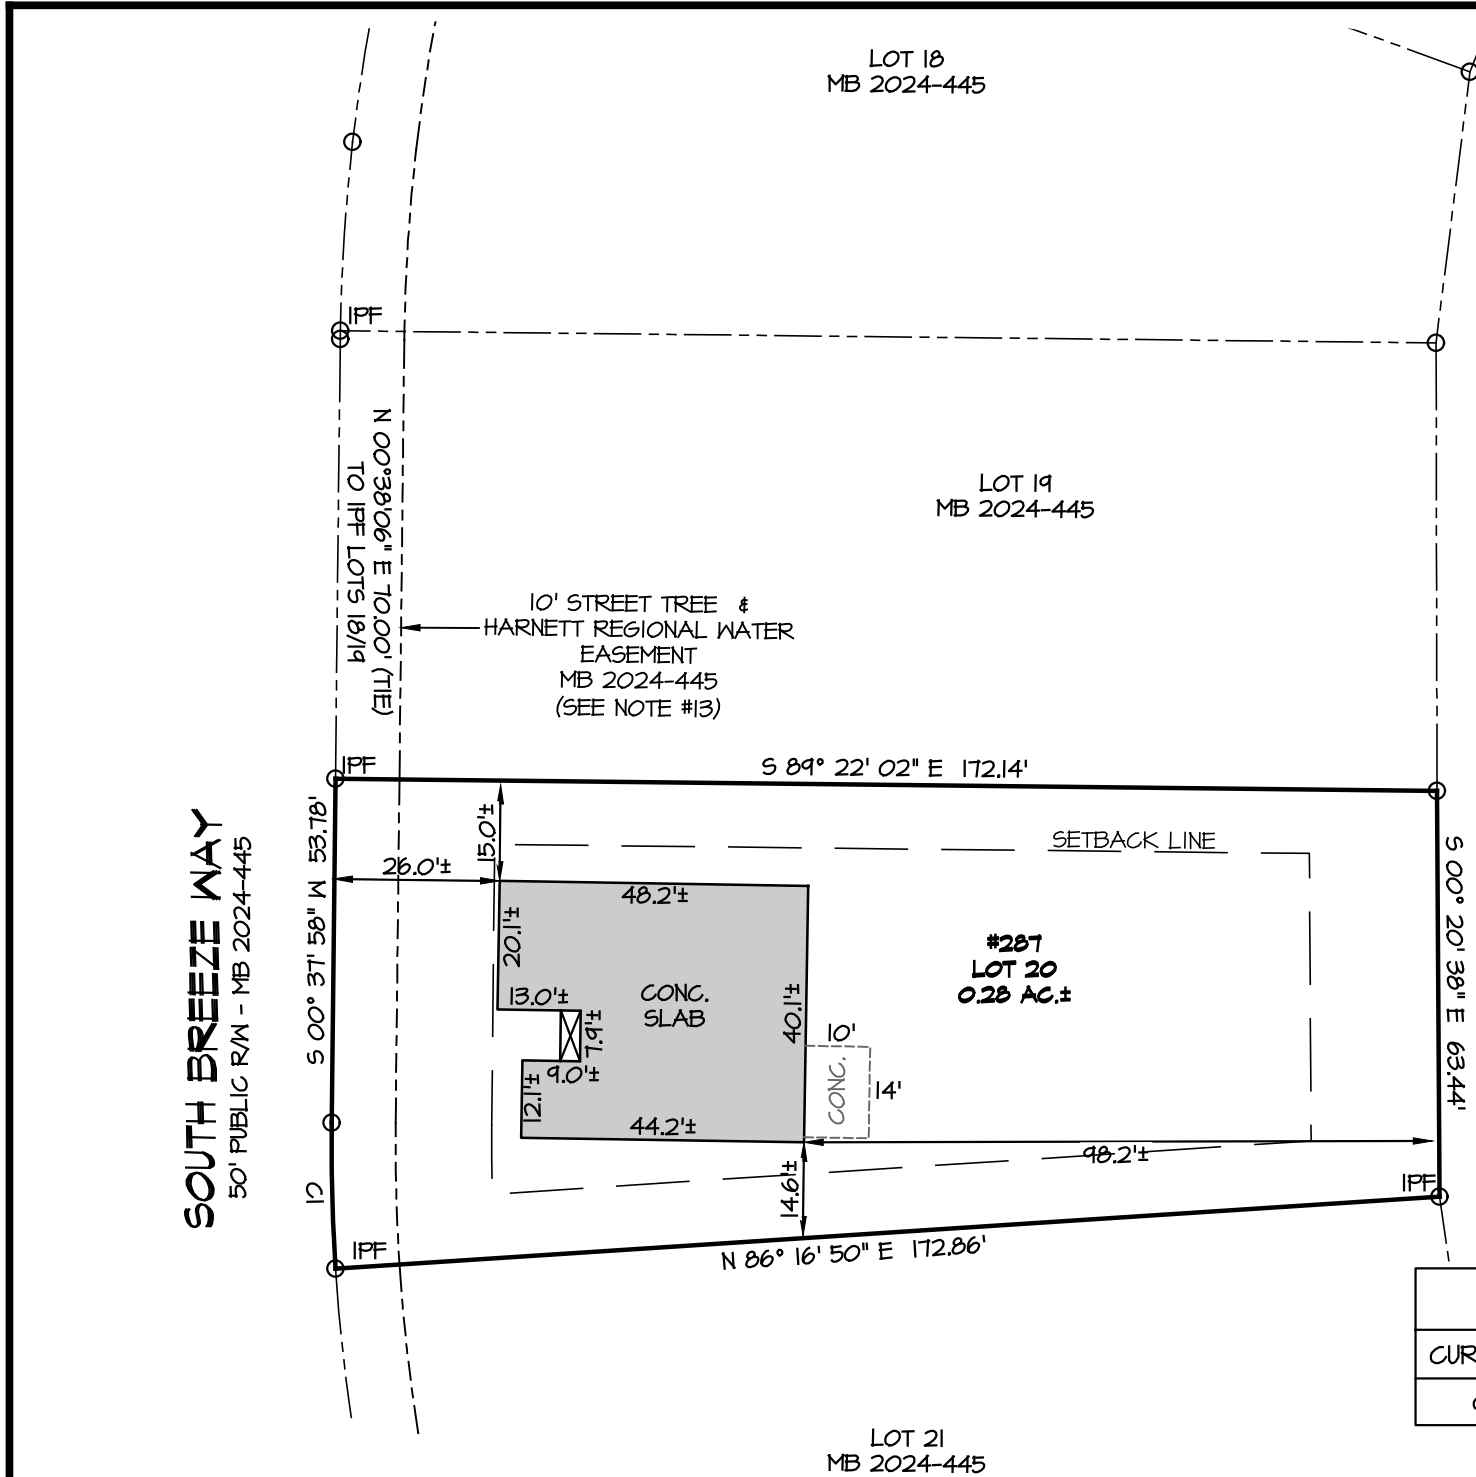 LOT 18
MB 2024-445
IPF
N 00°38'06" E 70.00' (TIE)
TO IPF LOTS 18/19
LOT 19
MB 2024-445
10' STREET TREE &
HARNETT REGIONAL WATER
EASEMENT
MB 2024-445
(SEE NOTE #13)
IPF
S 89° 22' 02" E 172.14'
SOUTH BREEZE WAY
50' PUBLIC R/W - MB 2024-445
S 00° 37' 58" W 53.78'
C1
15.0'±
26.0'±
SETBACK LINE
48.2'±
20.1'±
13.0'±
7.9'±
9.0'±
12.1'±
44.2'±
CONC.
SLAB
40.1'±
#287
LOT 20
0.28 AC.±
10'
CONC.
14'
S 00° 20' 38" E 63.44'
98.2'±
14.6'±
IPF
IPF
N 86° 16' 50" E 172.86'
CUR
LOT 21
MB 2024-445